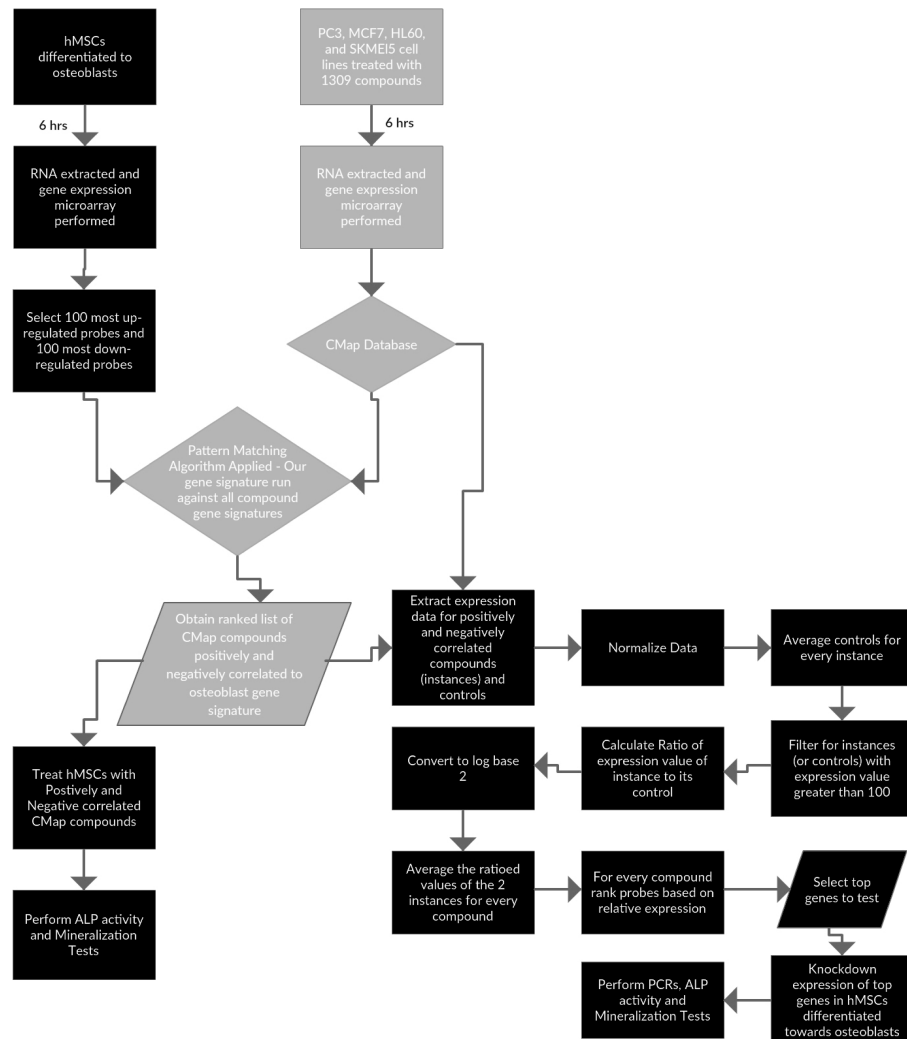 hMSCs
differentiated to
osteoblasts
PC3, MCF7, HL60,
and SKMEl5 cell
lines treated with
1309 compounds
6 hrs
6 hrs
RNA extracted and
gene expression
microarray
performed
RNA extracted and
gene expression
microarray
performed
Select 100 most up-
regulated probes and
100 most down-
regulated probes
CMap Database
Pattern Matching
Algorithm Applied - Our
gene signature run
against all compound
gene signatures
Obtain ranked list of
CMap compounds
positively and
negatively correlated to
osteoblast gene
signature
Extract expression
data for positively
and negatively
correlated compounds
(instances) and
controls
Normalize Data
Average controls for
every instance
Treat hMSCs with
Postively and
Negative correlated
CMap compounds
Convert to log base
2
Calculate Ratio of
expression value of
instance to its
control
Filter for instances
(or controls) with
expression value
greater than 100
Perform ALP activity
and Mineralization
Tests
Average the ratioed
values of the 2
instances for every
compound
For every compound
rank probes based on
relative expression
Select top
genes to test
Perform PCRs, ALP
activity and
Mineralization Tests
Knockdown
expression of top
genes in hMSCs
differentiated
towards osteoblasts